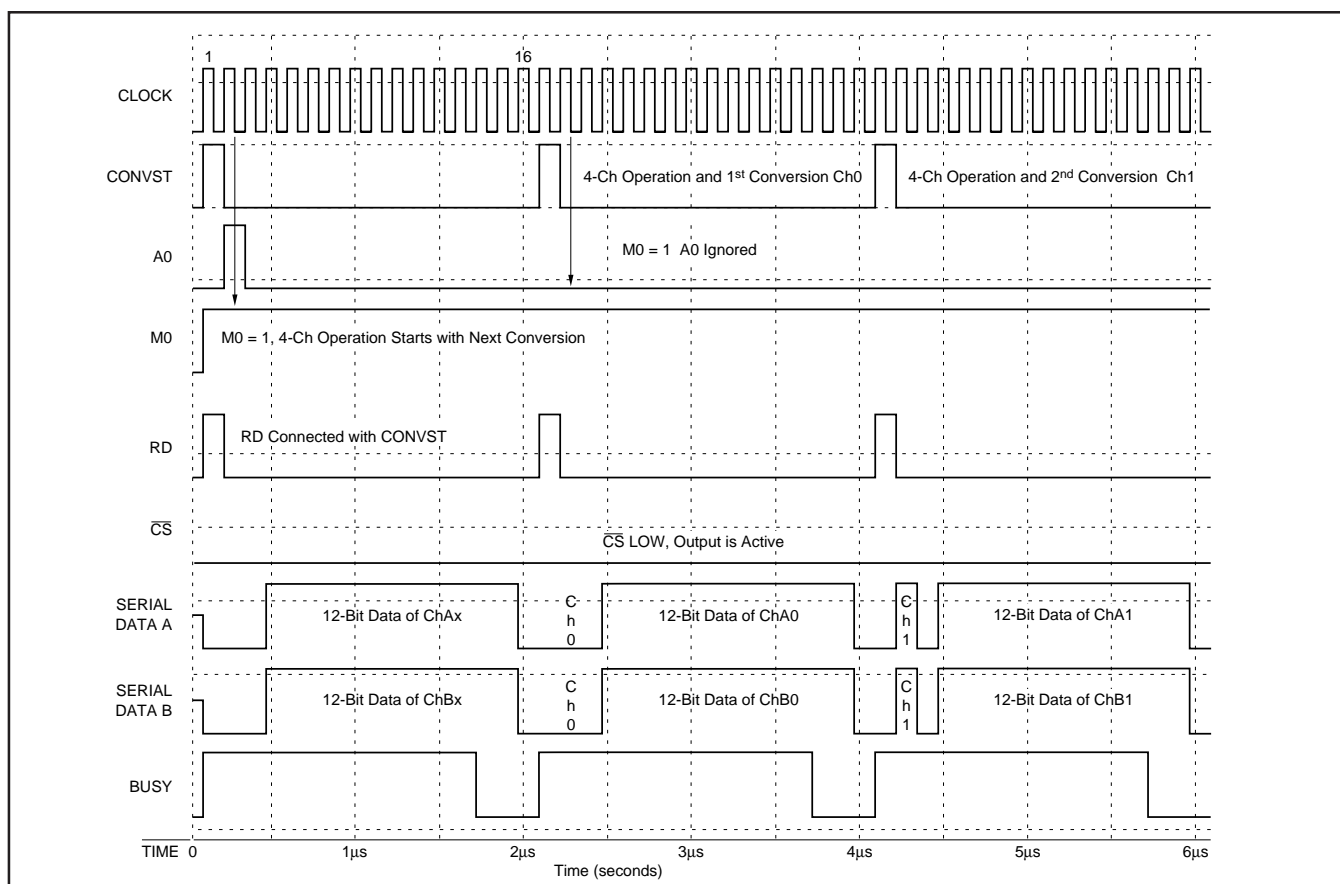 1 16
CLOCK
CONVST
4-Ch Operation and 1st Conversion Ch0
4-Ch Operation and 2nd Conversion Ch1
A0
M0 = 1 A0 Ignored
M0
M0 = 1, 4-Ch Operation Starts with Next Conversion
RD
RD Connected with CONVST
CS
CS LOW, Output is Active
SERIAL
DATA A
12-Bit Data of ChAx
Ch0
12-Bit Data of ChA0
Ch1
12-Bit Data of ChA1
SERIAL
DATA B
12-Bit Data of ChBx
Ch0
12-Bit Data of ChB0
Ch1
12-Bit Data of ChB1
BUSY
TIME 0 1µs 2µs 3µs 4µs 5µs 6µs
Time (seconds)